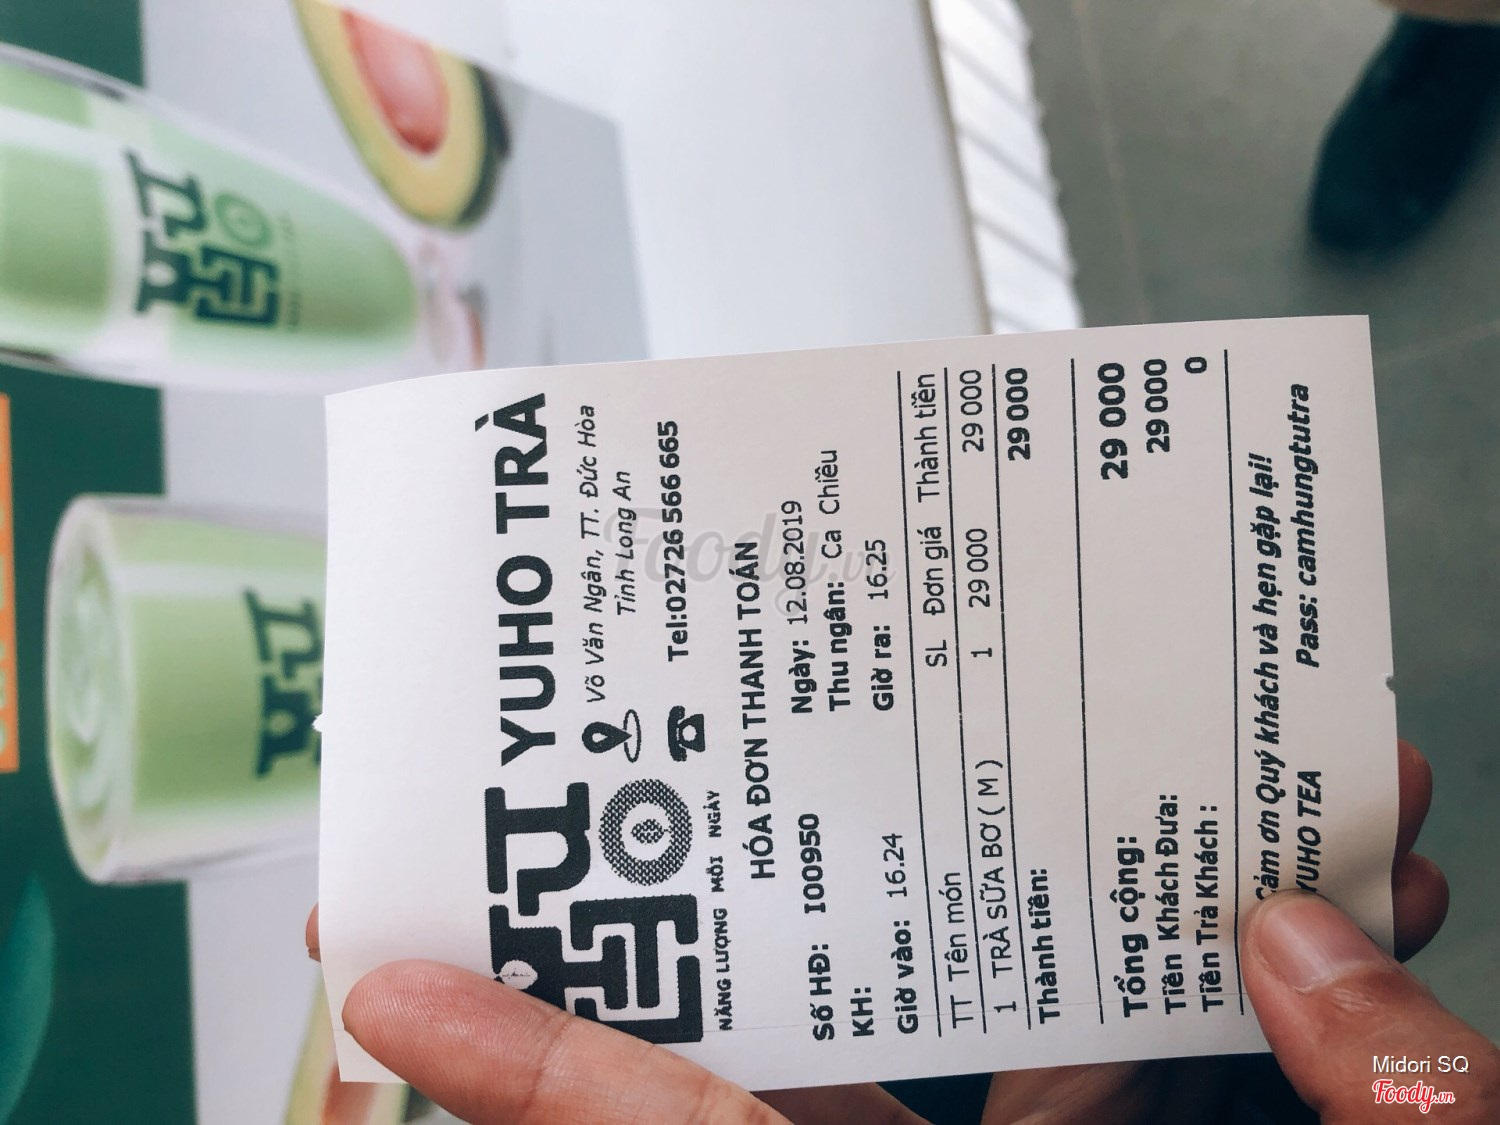 YUHO TRÀ
Võ Văn Ngân, TT. Đức Hòa
Tỉnh Long An
Tel:02726 566 665
YUHO
NĂNG LƯỢNG MỖI NGÀY
HÓA ĐƠN THANH TOÁN
Số HĐ: I00950 Ngày: 12.08.2019
KH: Thu ngân: Ca Chiều
Giờ vào: 16.24 Giờ ra: 16.25
TT Tên món SL Đơn giá Thành tiền
1 TRÀ SỮA BƠ ( M ) 1 29 000 29 000
Thành tiền: 29 000
Tổng cộng: 29 000
Tiền Khách Đưa: 29 000
Tiền Trả Khách : 0
Cảm ơn Quý khách và hẹn gặp lại!
YUHO TEA Pass: camhungtutra
YUHO
Foody.vn
Midori SQ
Foody.vn